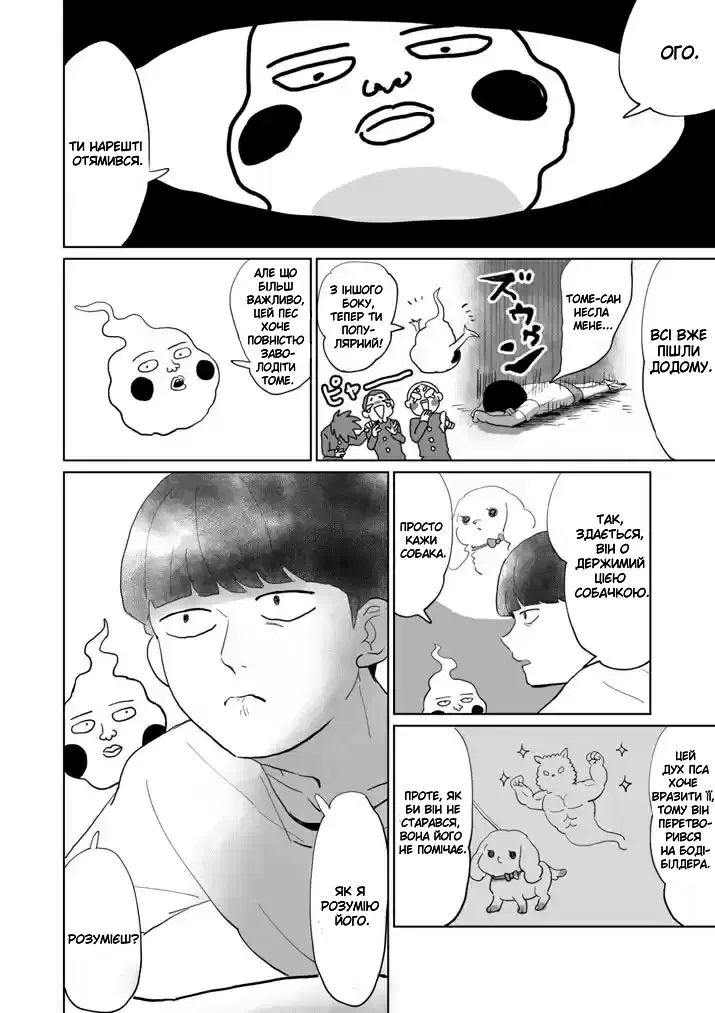 ОГО.
ТИ НАРЕШТІ
ОТЯМИВСЯ.
ВСІ ВЖЕ
ПІШЛИ
ДОДОМУ.
ТОМЕ-САН
НЕСЛА
МЕНЕ...
ズウゥン
З ІНШОГО
БОКУ,
ТЕПЕР ТИ
ПОПУ-
ЛЯРНИЙ!
ピャー
АЛЕ ЩО
БІЛЬШ
ВАЖЛИВО,
ЦЕЙ ПЕС
ХОЧЕ
ПОВНІСТЮ
ЗАВО-
ЛОДІТИ
ТОМЕ.
ТАК,
ЗДАЄТЬСЯ,
ВІН О
ДЕРЖИМИЙ
ЦІЄЮ
СОБАЧКОЮ.
ПРОСТО
КАЖИ
СОБАКА.
ЦЕЙ
ДУХ ПСА
ХОЧЕ
ВРАЗИТИ ЇЇ,
ТОМУ ВІН
ПЕРЕТВО-
РИВСЯ
НА БОДІ-
БІЛДЕРА.
ПРОТЕ, ЯК
БИ ВІН НЕ
СТАРАВСЯ,
ВОНА ЙОГО
НЕ ПОМІЧАЄ.
ЯК Я
РОЗУМІЮ
ЙОГО.
РОЗУМІЄШ?